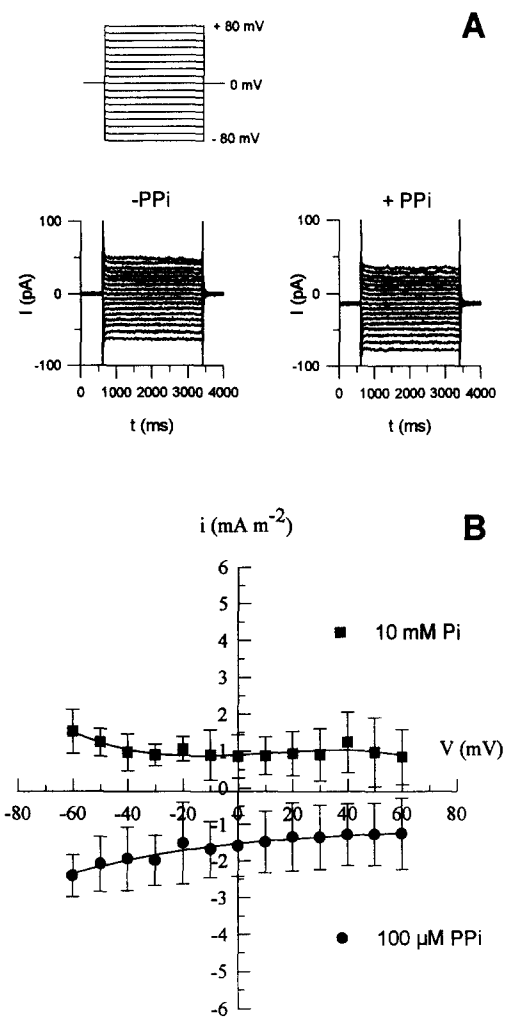 A
+ 80 mV
0 mV
- 80 mV
-PPi
+ PPi
100
0
-100
I (pA)
0 1000 2000 3000 4000
t (ms)
100
0
-100
I (pA)
0 1000 2000 3000 4000
t (ms)
B
i (mA m-2)
6
5
4
3
2
1
0
-1
-2
-3
-4
-5
-6
10 mM Pi
V (mV)
-80 -60 -40 -20 0 20 40 60 80
100 µM PPi